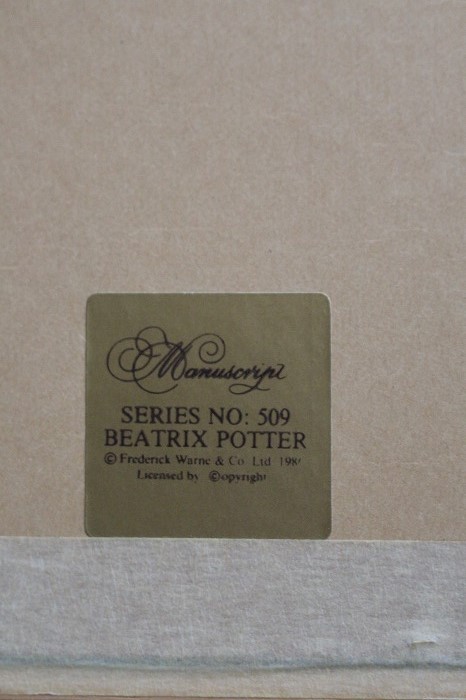 Manuscript
SERIES NO: 509
BEATRIX POTTER
© Frederick Warne & Co Ltd
Licensed by ©opyright